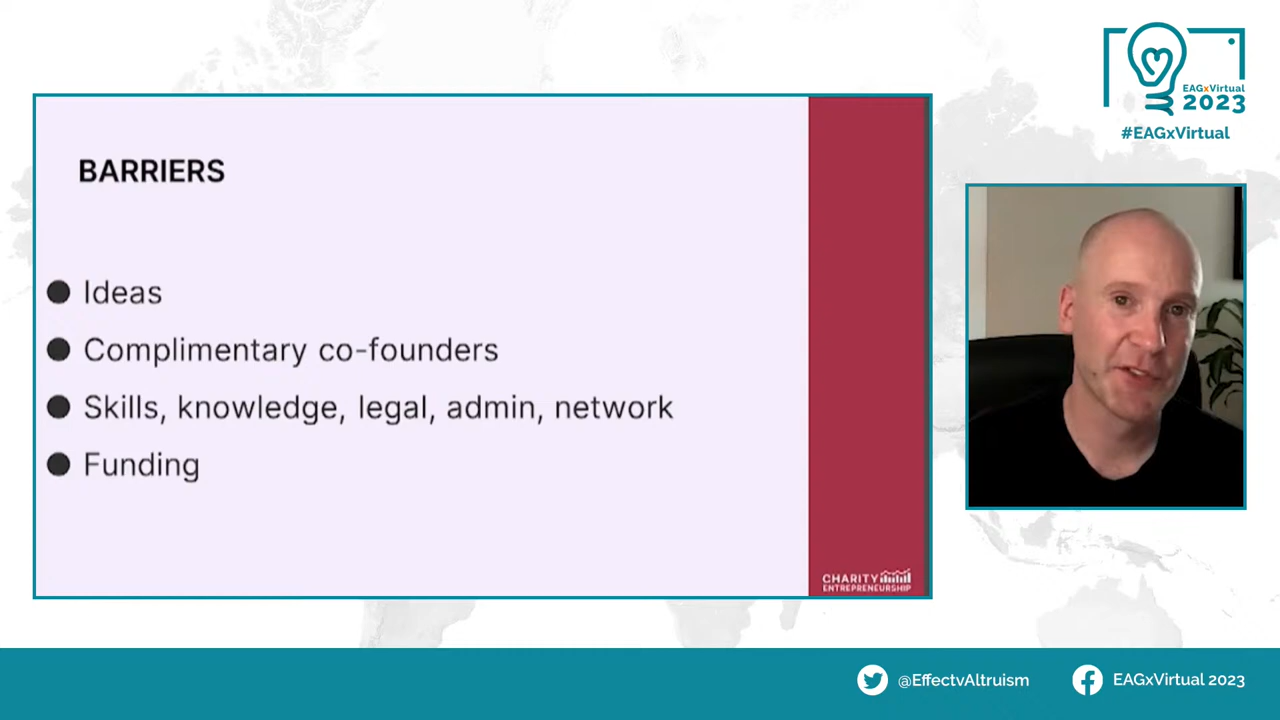 BARRIERS
Ideas
Complimentary co-founders
Skills, knowledge, legal, admin, network
Funding
CHARITY
ENTREPRENEURSHIP
EAGxVirtual
2023
#EAGxVirtual
@EffectvAltruism
EAGxVirtual 2023